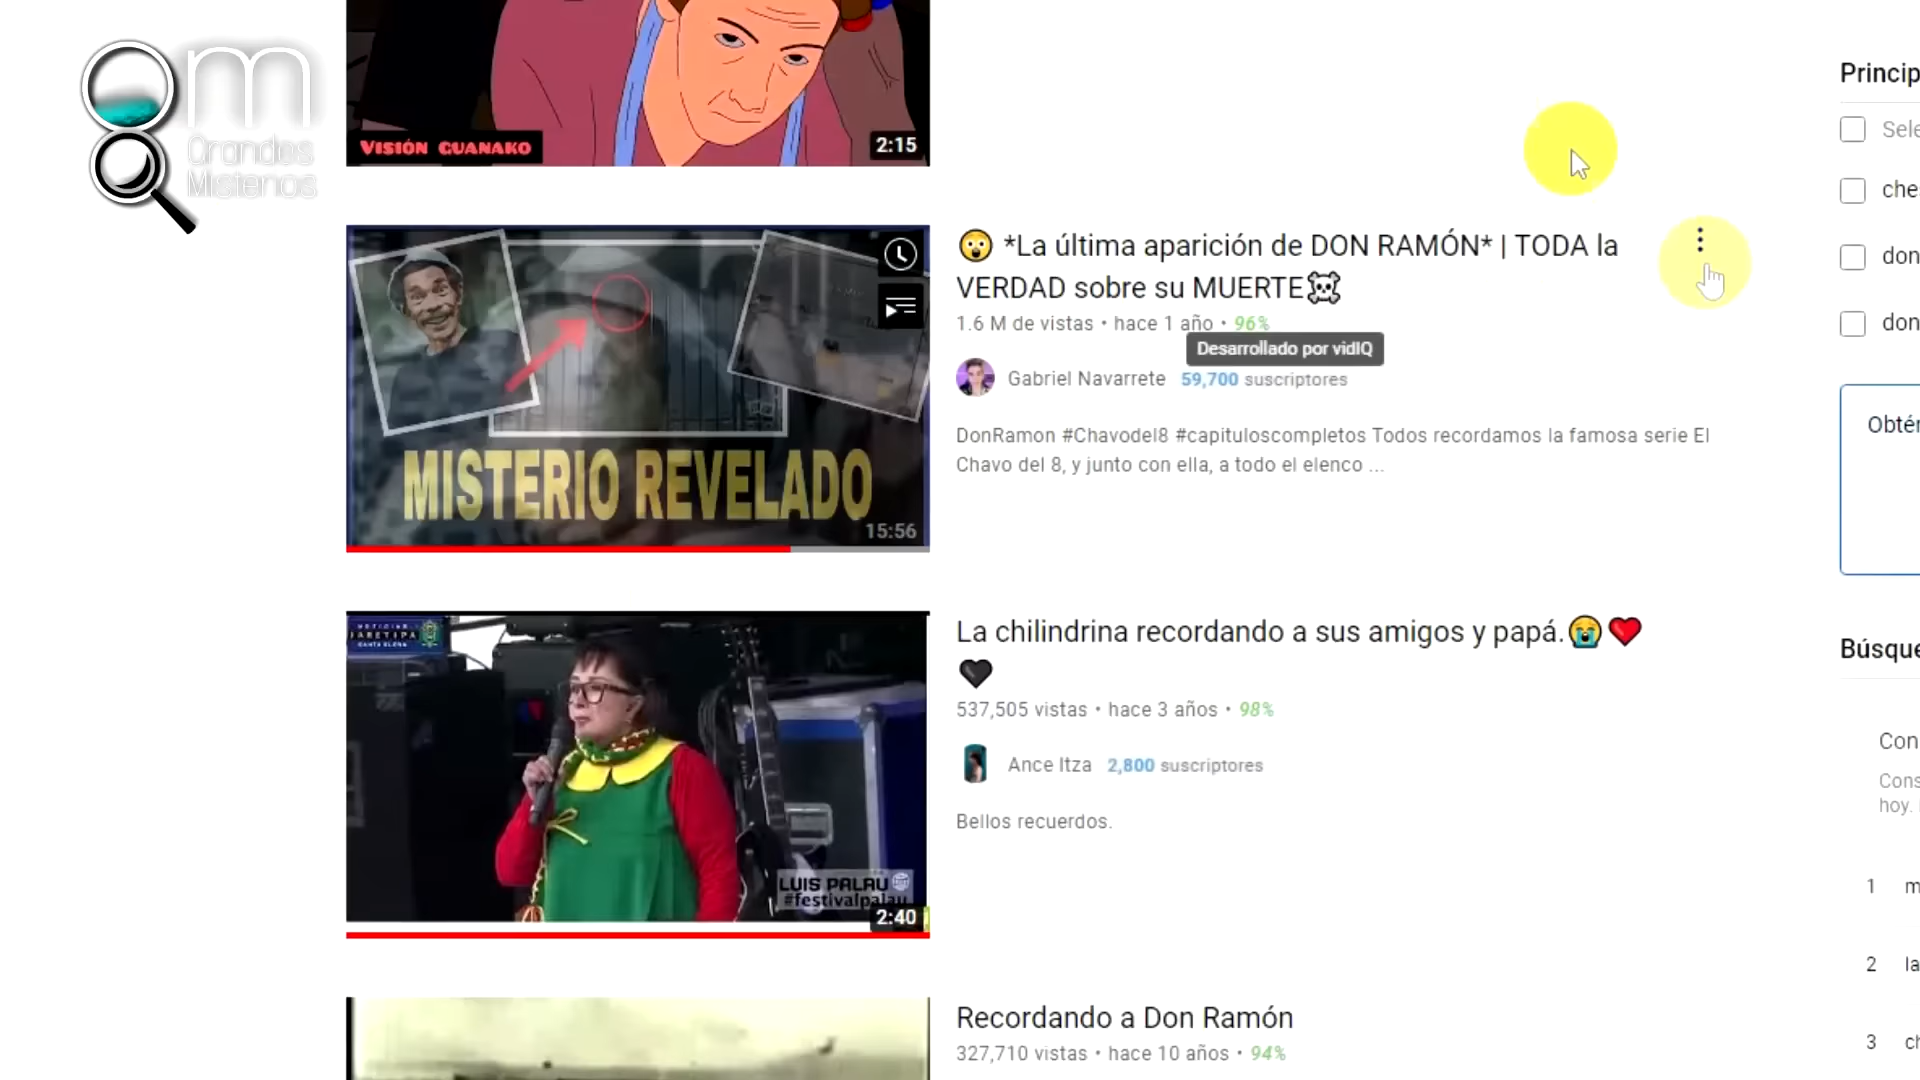 m
Grandes
Misterios
VISIÓN GUANAKO
2:15
MISTERIO REVELADO
15:56
😲 *La última aparición de DON RAMÓN* | TODA la
VERDAD sobre su MUERTE☠
1.6 M de vistas • hace 1 año • 96%
Desarrollado por vidIQ
Gabriel Navarrete 59,700 suscriptores
DonRamon #Chavodel8 #capituloscompletos Todos recordamos la famosa serie El
Chavo del 8, y junto con ella, a todo el elenco ...
NOTICIAS
SANTA ELENA
LUIS PALAU
#festivalpalau
2:40
La chilindrina recordando a sus amigos y papá.😭❤
🖤
537,505 vistas • hace 3 años • 98%
Ance Itza 2,800 suscriptores
Bellos recuerdos.
Recordando a Don Ramón
327,710 vistas • hace 10 años • 94%
Princip
Sele
che
don
don
Obtén
Búsque
Con
Cons
hoy.
1 m
2 la
3 ch